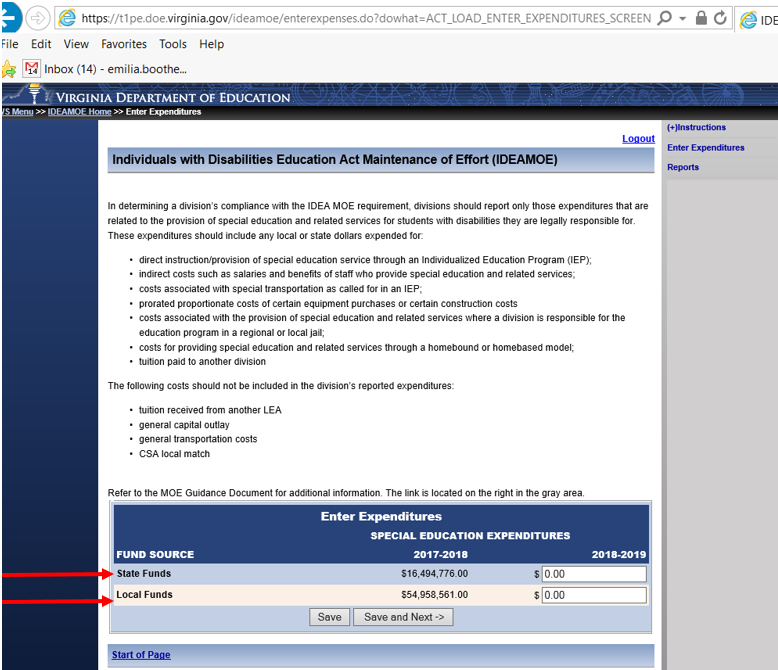 https://t1pe.doe.virginia.gov/ideamoe/enterexpenses.do?dowhat=ACT_LOAD_ENTER_EXPENDITURES_SCREEN
IDE
File Edit View Favorites Tools Help
M 14 Inbox (14) - emilia.boothe...
VIRGINIA DEPARTMENT OF EDUCATION
VS Menu >> IDEAMOE Home >> Enter Expenditures
(+)Instructions
Enter Expenditures
Reports
Logout
Individuals with Disabilities Education Act Maintenance of Effort (IDEAMOE)
In determining a division's compliance with the IDEA MOE requirement, divisions should report only those expenditures that are
related to the provision of special education and related services for students with disabilities they are legally responsible for.
These expenditures should include any local or state dollars expended for:
• direct instruction/provision of special education service through an Individualized Education Program (IEP);
• indirect costs such as salaries and benefits of staff who provide special education and related services;
• costs associated with special transportation as called for in an IEP;
• prorated proportionate costs of certain equipment purchases or certain construction costs
• costs associated with the provision of special education and related services where a division is responsible for the
education program in a regional or local jail;
• costs for providing special education and related services through a homebound or homebased model;
• tuition paid to another division
The following costs should not be included in the division's reported expenditures:
• tuition received from another LEA
• general capital outlay
• general transportation costs
• CSA local match
Refer to the MOE Guidance Document for additional information. The link is located on the right in the gray area.
Enter Expenditures
SPECIAL EDUCATION EXPENDITURES
FUND SOURCE 2017-2018 2018-2019
State Funds $16,494,776.00 $ 0.00
Local Funds $54,958,561.00 $ 0.00
Save Save and Next ->
Start of Page